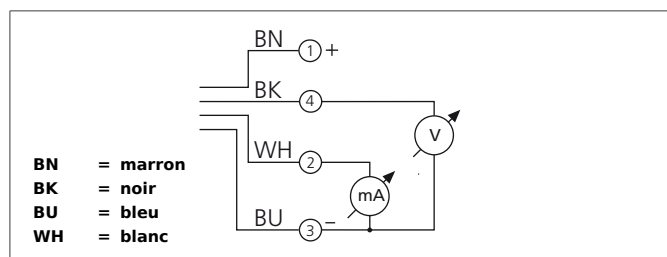 BN 1 +
BK 4
V
WH 2
mA
BU 3 –
BN = marron
BK = noir
BU = bleu
WH = blanc